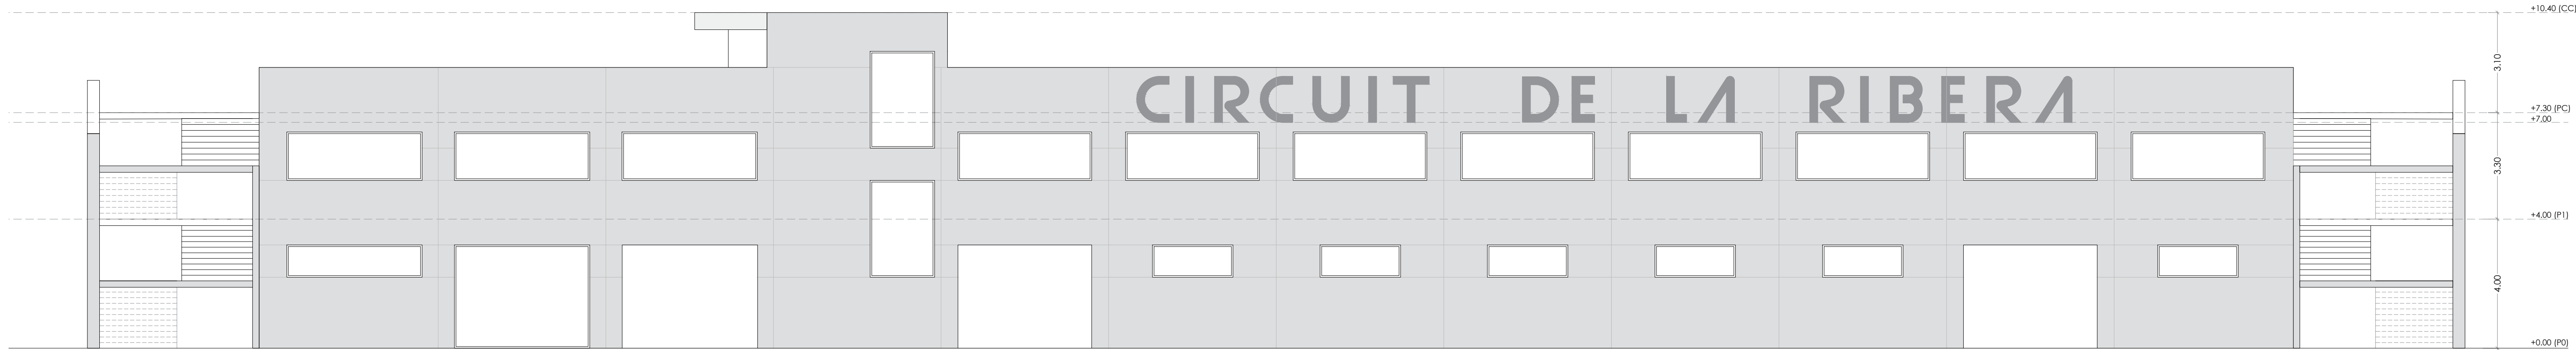 +10.40 (CC)
3.10
CIRCUIT DE LA RIBERA
+7.30 (PC)
+7.00
3.30
+4.00 (P1)
4.00
+0.00 (P0)